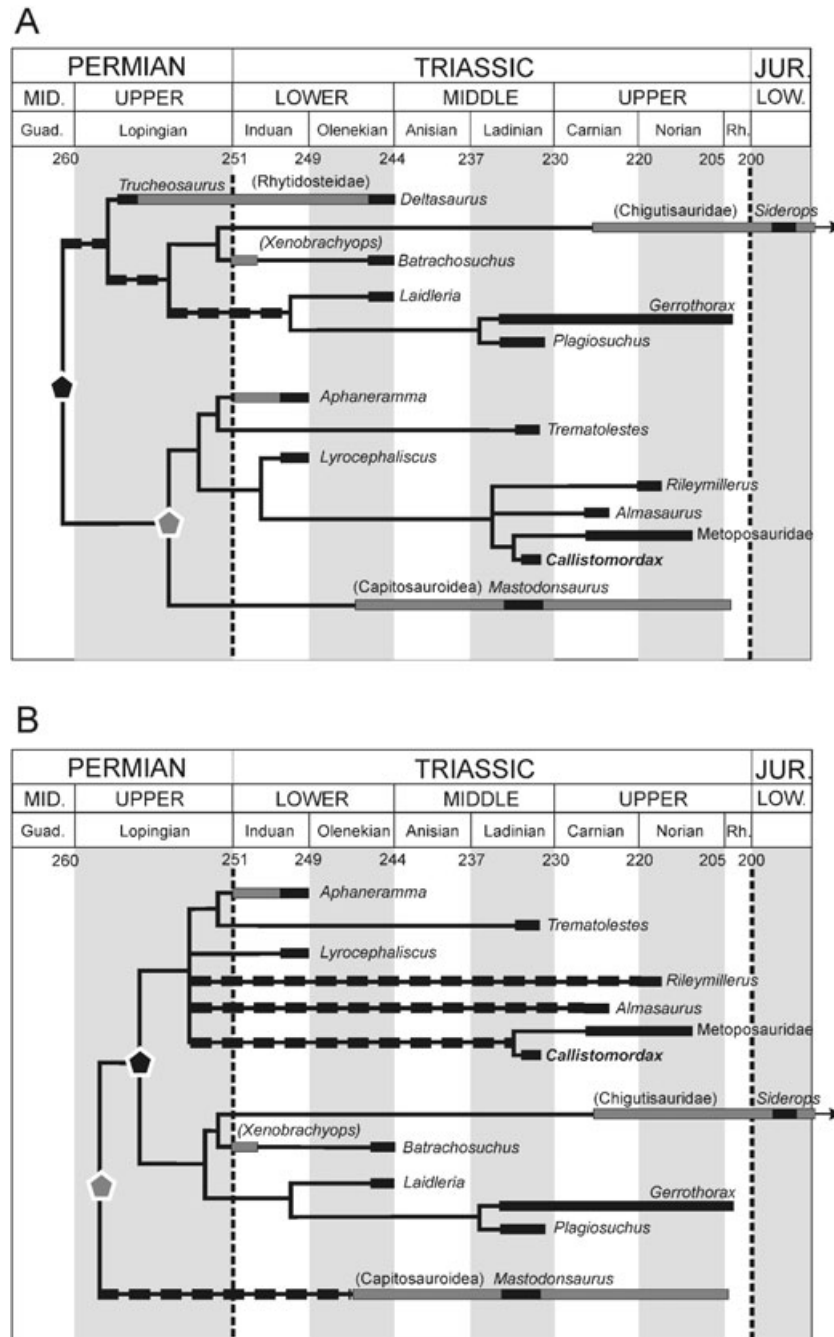 A
PERMIAN TRIASSIC JUR.
MID. UPPER LOWER MIDDLE UPPER LOW.
Guad. Lopingian Induan Olenekian Anisian Ladinian Carnian Norian Rh.
260 251 249 244 237 230 220 205 200
Trucheosaurus (Rhytidosteidae) Deltasaurus
(Chigutisauridae) Siderops
(Xenobrachyops)
Batrachosuchus
Laidleria
Gerrothorax
Plagiosuchus
Aphaneramma
Trematolestes
Lyrocephaliscus
Rileymillerus
Almasaurus
Metoposauridae
Callistomordax
(Capitosauroidea) Mastodonsaurus
B
PERMIAN TRIASSIC JUR.
MID. UPPER LOWER MIDDLE UPPER LOW.
Guad. Lopingian Induan Olenekian Anisian Ladinian Carnian Norian Rh.
260 251 249 244 237 230 220 205 200
Aphaneramma
Trematolestes
Lyrocephaliscus
Rileymillerus
Almasaurus
Metoposauridae
Callistomordax
(Chigutisauridae) Siderops
(Xenobrachyops)
Batrachosuchus
Laidleria
Gerrothorax
Plagiosuchus
(Capitosauroidea) Mastodonsaurus